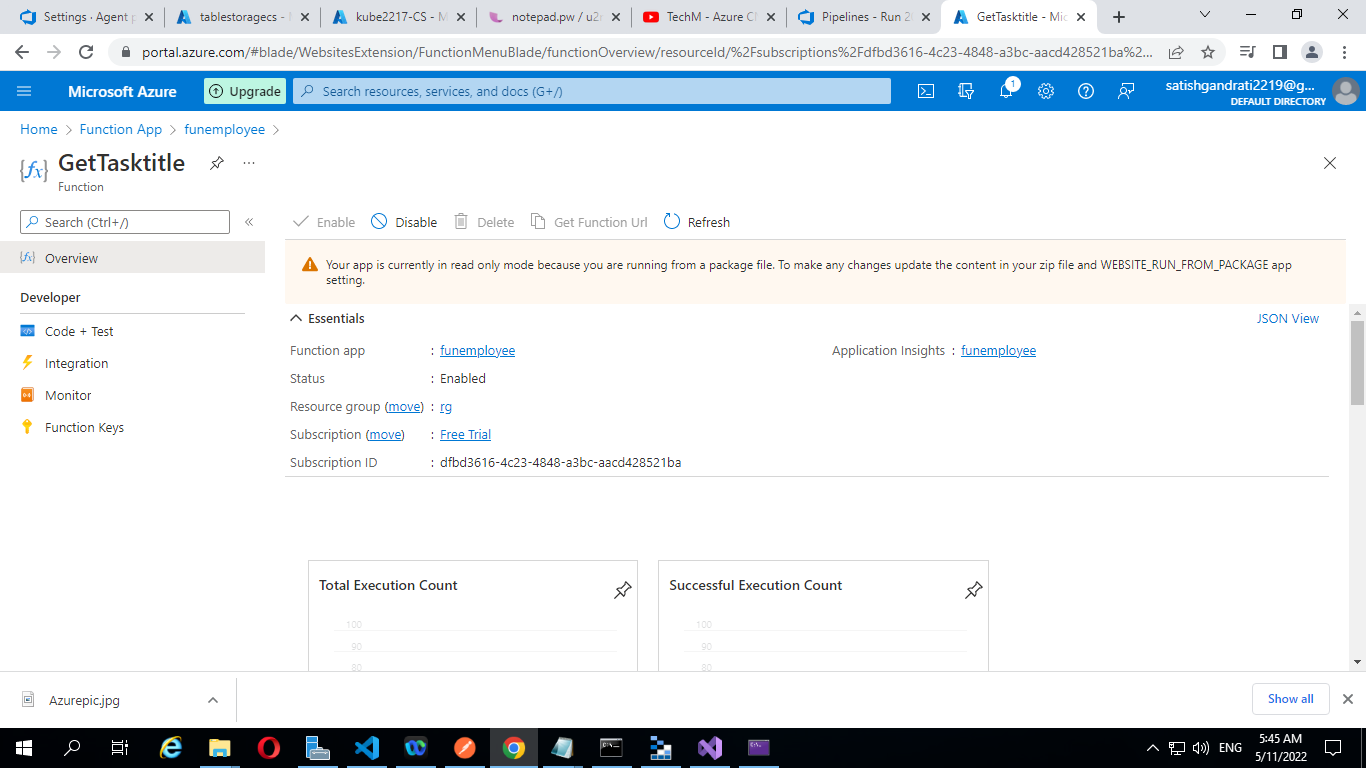 Settings · Agent p
tablestoragecs - M
kube2217-CS - M
notepad.pw / u2n
TechM - Azure Cl
Pipelines - Run 2
GetTasktitle - Mic
portal.azure.com/#blade/WebsitesExtension/FunctionMenuBlade/functionOverview/resourceId/%2Fsubscriptions%2Fdfbd3616-4c23-4848-a3bc-aacd428521ba%2...
Microsoft Azure
Upgrade
Search resources, services, and docs (G+/)
1
satishgandrati2219@g...
DEFAULT DIRECTORY
Home > Function App > funemployee >
{fx}
GetTasktitle
...
Function
Search (Ctrl+/)
«
Enable
Disable
Delete
Get Function Url
Refresh
Overview
Developer
Code + Test
Integration
Monitor
Function Keys
Your app is currently in read only mode because you are running from a package file. To make any changes update the content in your zip file and WEBSITE_RUN_FROM_PACKAGE app
setting.
Essentials
JSON View
Function app : funemployee
Application Insights : funemployee
Status : Enabled
Resource group (move) : rg
Subscription (move) : Free Trial
Subscription ID : dfbd3616-4c23-4848-a3bc-aacd428521ba
Total Execution Count
100
90
80
Successful Execution Count
100
90
80
Azurepic.jpg
Show all
ENG
5:45 AM
5/11/2022